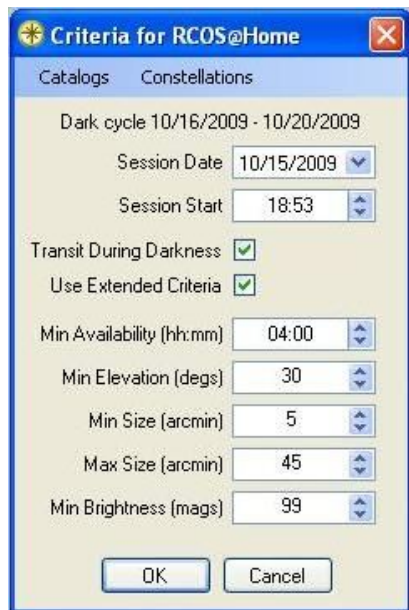 Criteria for RCOS@Home
Catalogs Constellations
Dark cycle 10/16/2009 - 10/20/2009
Session Date 10/15/2009
Session Start 18:53
Transit During Darkness
Use Extended Criteria
Min Availability (hh:mm) 04:00
Min Elevation (degs) 30
Min Size (arcmin) 5
Max Size (arcmin) 45
Min Brightness (mags) 99
OK Cancel